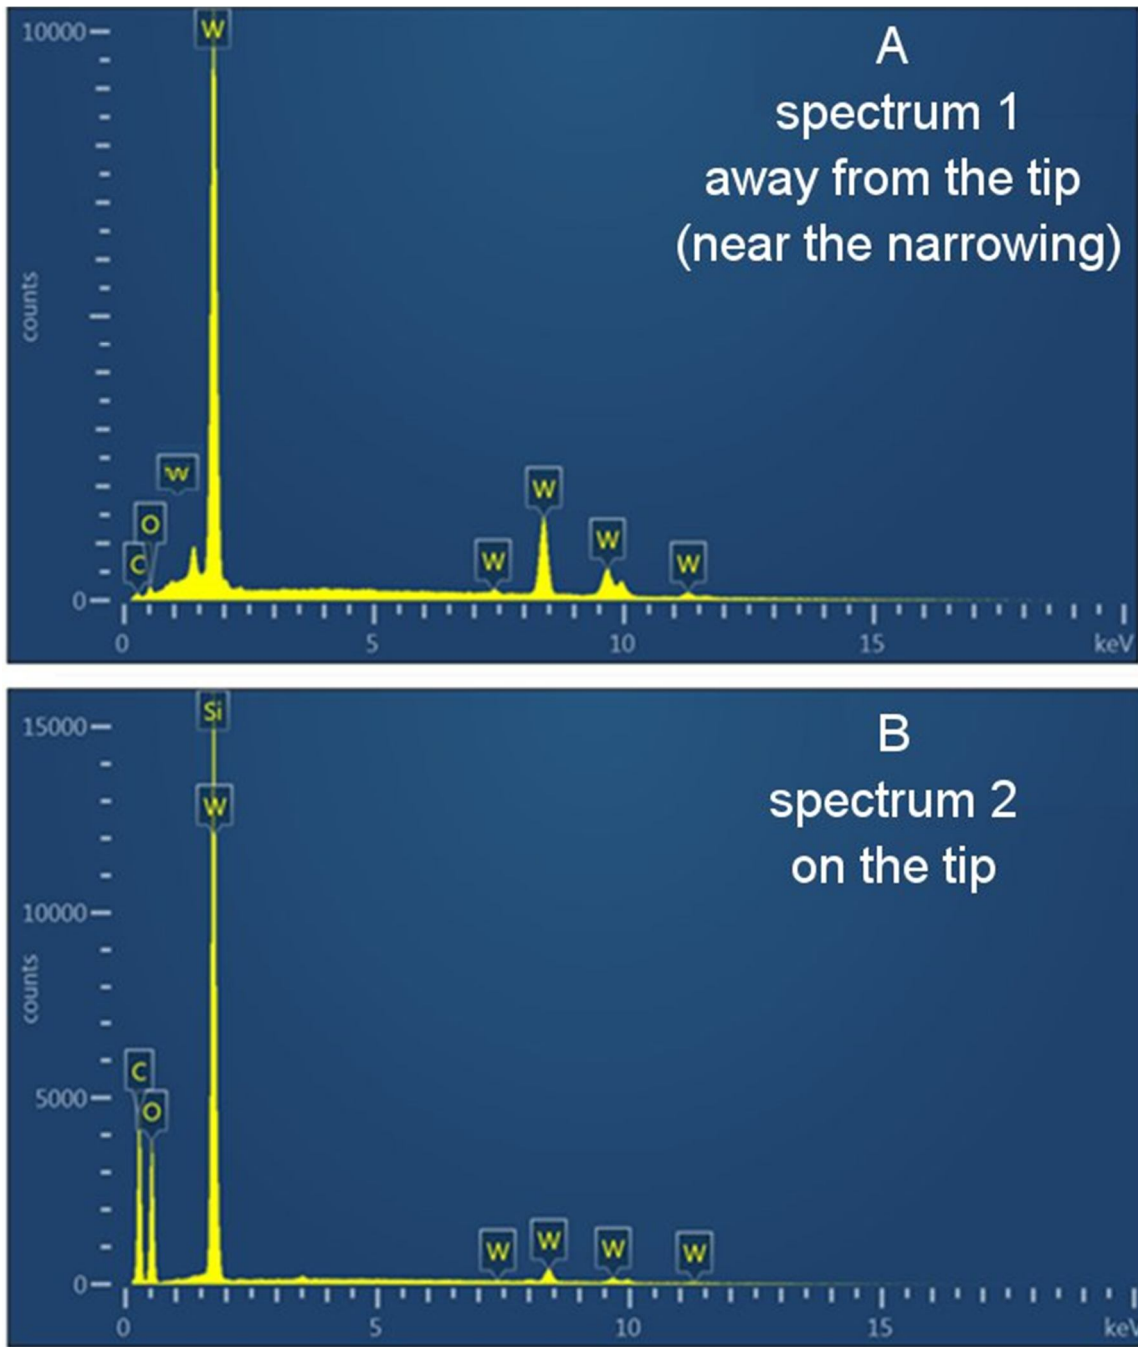 10000
W
A
spectrum 1
away from the tip
(near the narrowing)
counts
W
O
C
W
W
W
W
0
0
5
10
15
keV
Si
15000
W
B
spectrum 2
on the tip
10000
counts
C
5000
O
W
W
W
W
0
0
5
10
15
keV